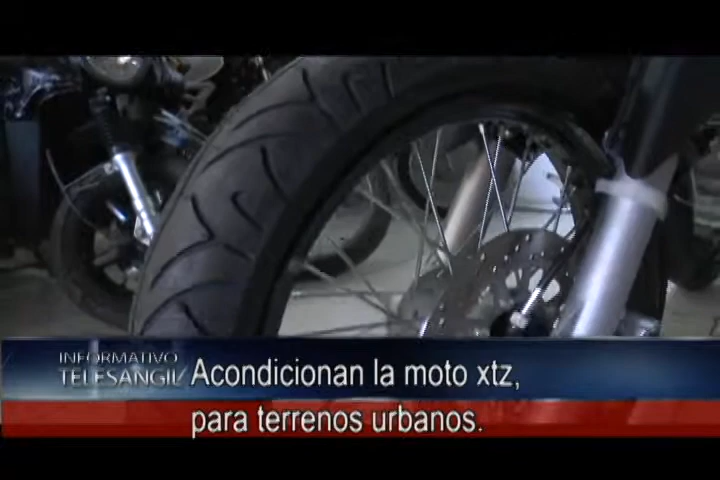 INFORMATIVO
TELESANGIL
Acondicionan la moto xtz,
para terrenos urbanos.